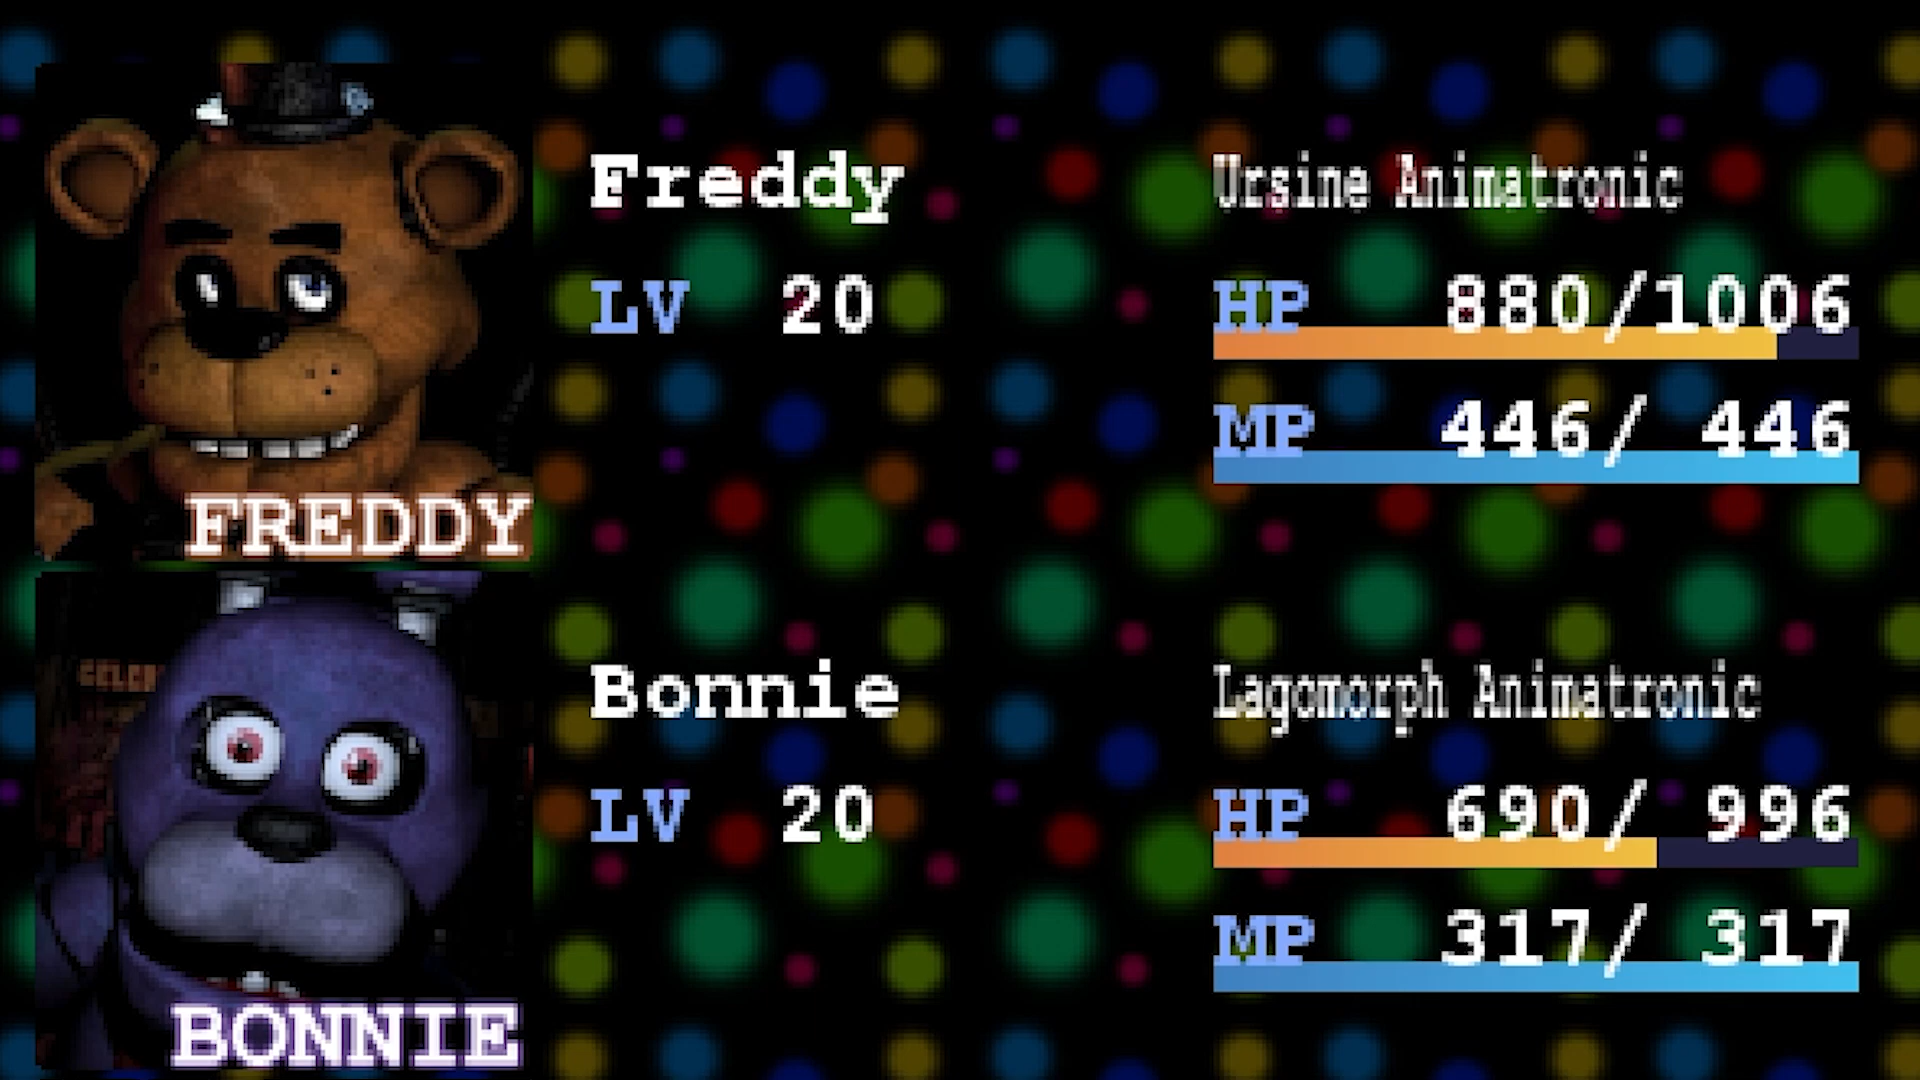 Freddy
Ursine Animatronic
LV 20
HP 880/1006
MP 446/ 446
FREDDY
Bonnie
Lagomorph Animatronic
LV 20
HP 690/ 996
MP 317/ 317
BONNIE